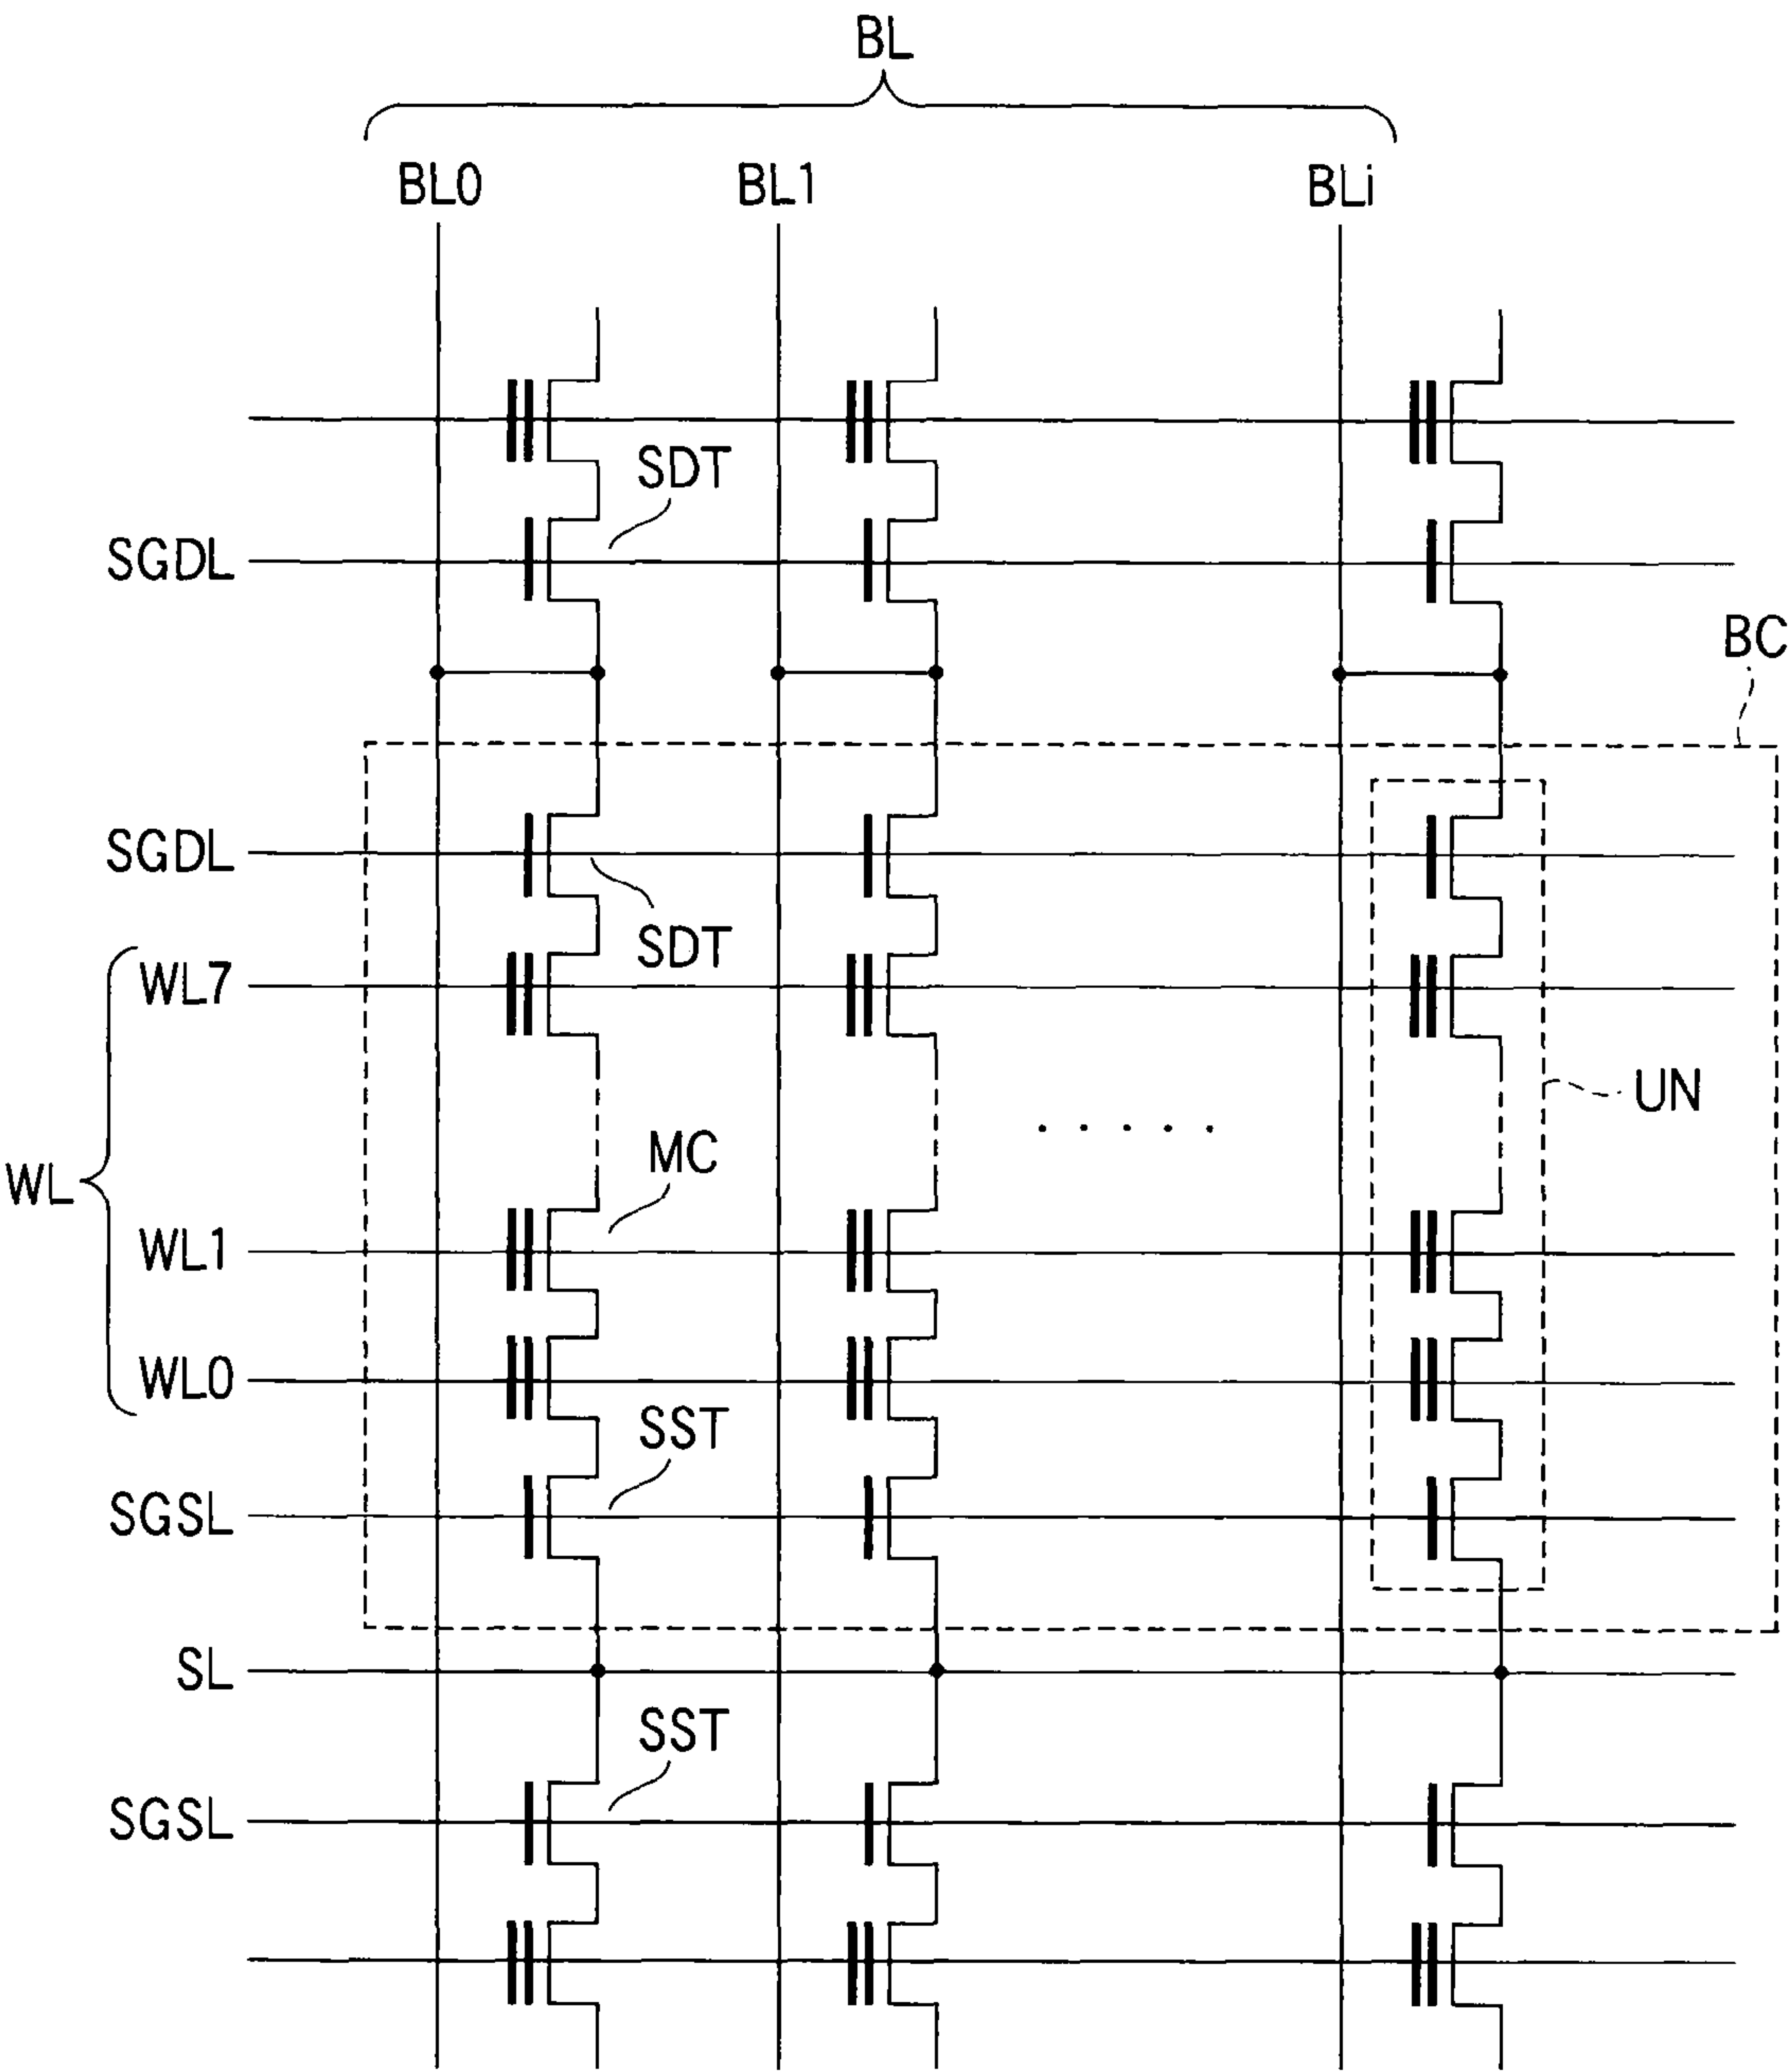 BL
BL0 BL1 BLi
SDT
SGDL
BC
SGDL
SDT
WL7
UN
MC
WL
WL1
WL0
SST
SGSL
SL
SST
SGSL